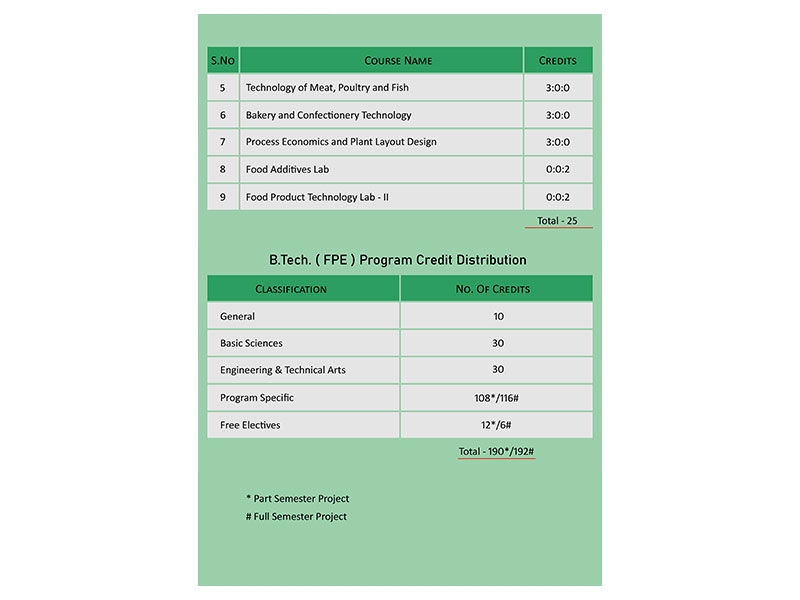 S.No Course Name Credits
5 Technology of Meat, Poultry and Fish 3:0:0
6 Bakery and Confectionery Technology 3:0:0
7 Process Economics and Plant Layout Design 3:0:0
8 Food Additives Lab 0:0:2
9 Food Product Technology Lab - II 0:0:2
Total - 25
B.Tech. ( FPE ) Program Credit Distribution
Classification No. Of Credits
General 10
Basic Sciences 30
Engineering & Technical Arts 30
Program Specific 108*/116#
Free Electives 12*/6#
Total - 190*/192#
* Part Semester Project
# Full Semester Project